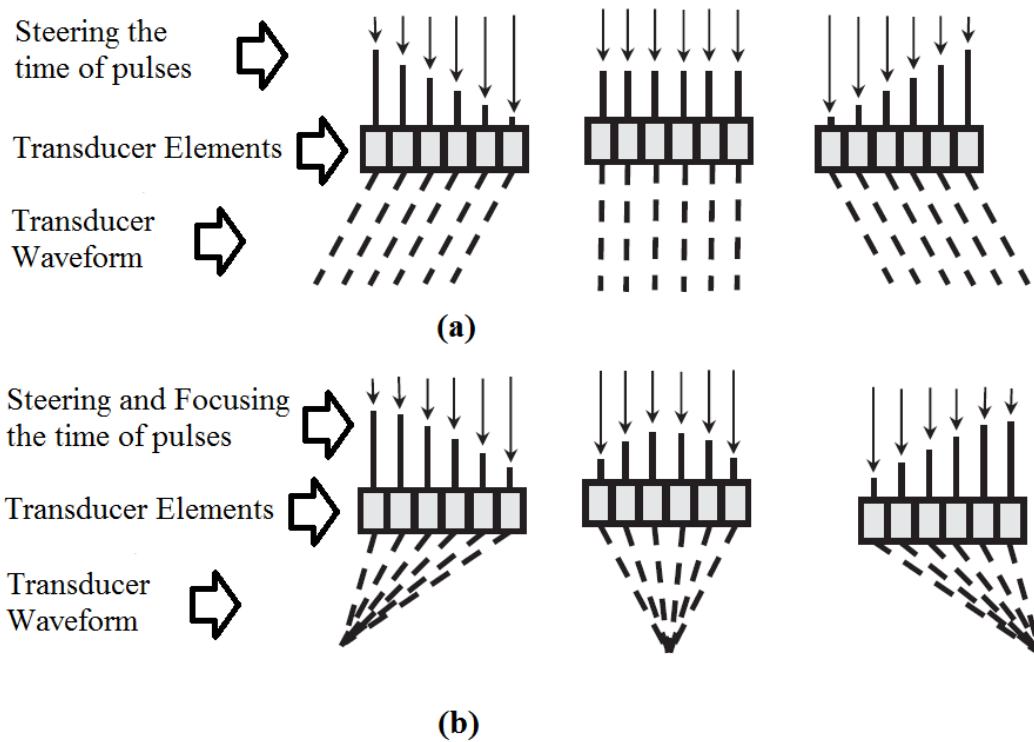 Steering the
time of pulses
Transducer Elements
Transducer
Waveform
(a)
Steering and Focusing
the time of pulses
Transducer Elements
Transducer
Waveform
(b)